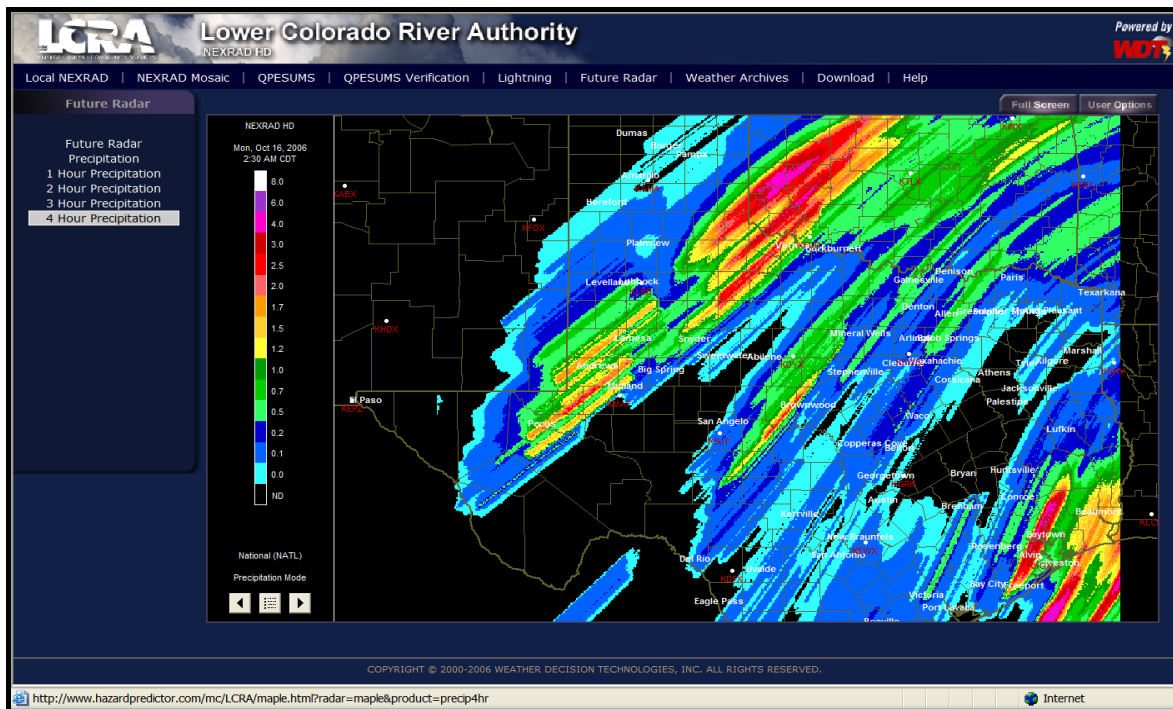 LCRA
Lower Colorado River Authority
NEXRAD HD
Powered by
WDT
Local NEXRAD | NEXRAD Mosaic | QPESUMS | QPESUMS Verification | Lightning | Future Radar | Weather Archives | Download | Help
Future Radar
Full Screen
User Options
Future Radar
Precipitation
1 Hour Precipitation
2 Hour Precipitation
3 Hour Precipitation
4 Hour Precipitation
NEXRAD HD
Mon, Oct 16, 2006
2:30 AM CDT
8.0
6.0
4.0
3.0
2.5
2.0
1.7
1.5
1.2
1.0
0.7
0.5
0.2
0.1
0.0
ND
National (NATL)
Precipitation Mode
Dumas
Borger
Pampa
Amarillo
Hereford
KABX
KFDX
KTLX
Plainview
Burkburnett
Levelland
Lubbock
Denison
Gainesville
Paris
Texarkana
Denton
Allen
KHDX
Lamesa
Snyder
Mineral Wells
Arlington
Sweetwater
Abilene
Andrews
Big Spring
Midland
Stephenville
Cleburne
Waxahachie
Corsicana
Athens
Kilgore
Marshall
Jacksonville
Palestine
El Paso
KEPZ
Pecos
San Angelo
KSJT
Brownwood
Waco
Lufkin
Copperas Cove
Belton
Georgetown
Bryan
Huntsville
Austin
Conroe
Kerrville
Brenham
Beaumont
New Braunfels
San Antonio
Rosenberg
Baytown
Alvin
Galveston
Del Rio
Uvalde
Bay City
Freeport
Eagle Pass
Victoria
Port Lavaca
Beeville
COPYRIGHT © 2000-2006 WEATHER DECISION TECHNOLOGIES, INC. ALL RIGHTS RESERVED.
http://www.hazardpredictor.com/mc/LCRA/maple.html?radar=maple&product=precip4hr
Internet